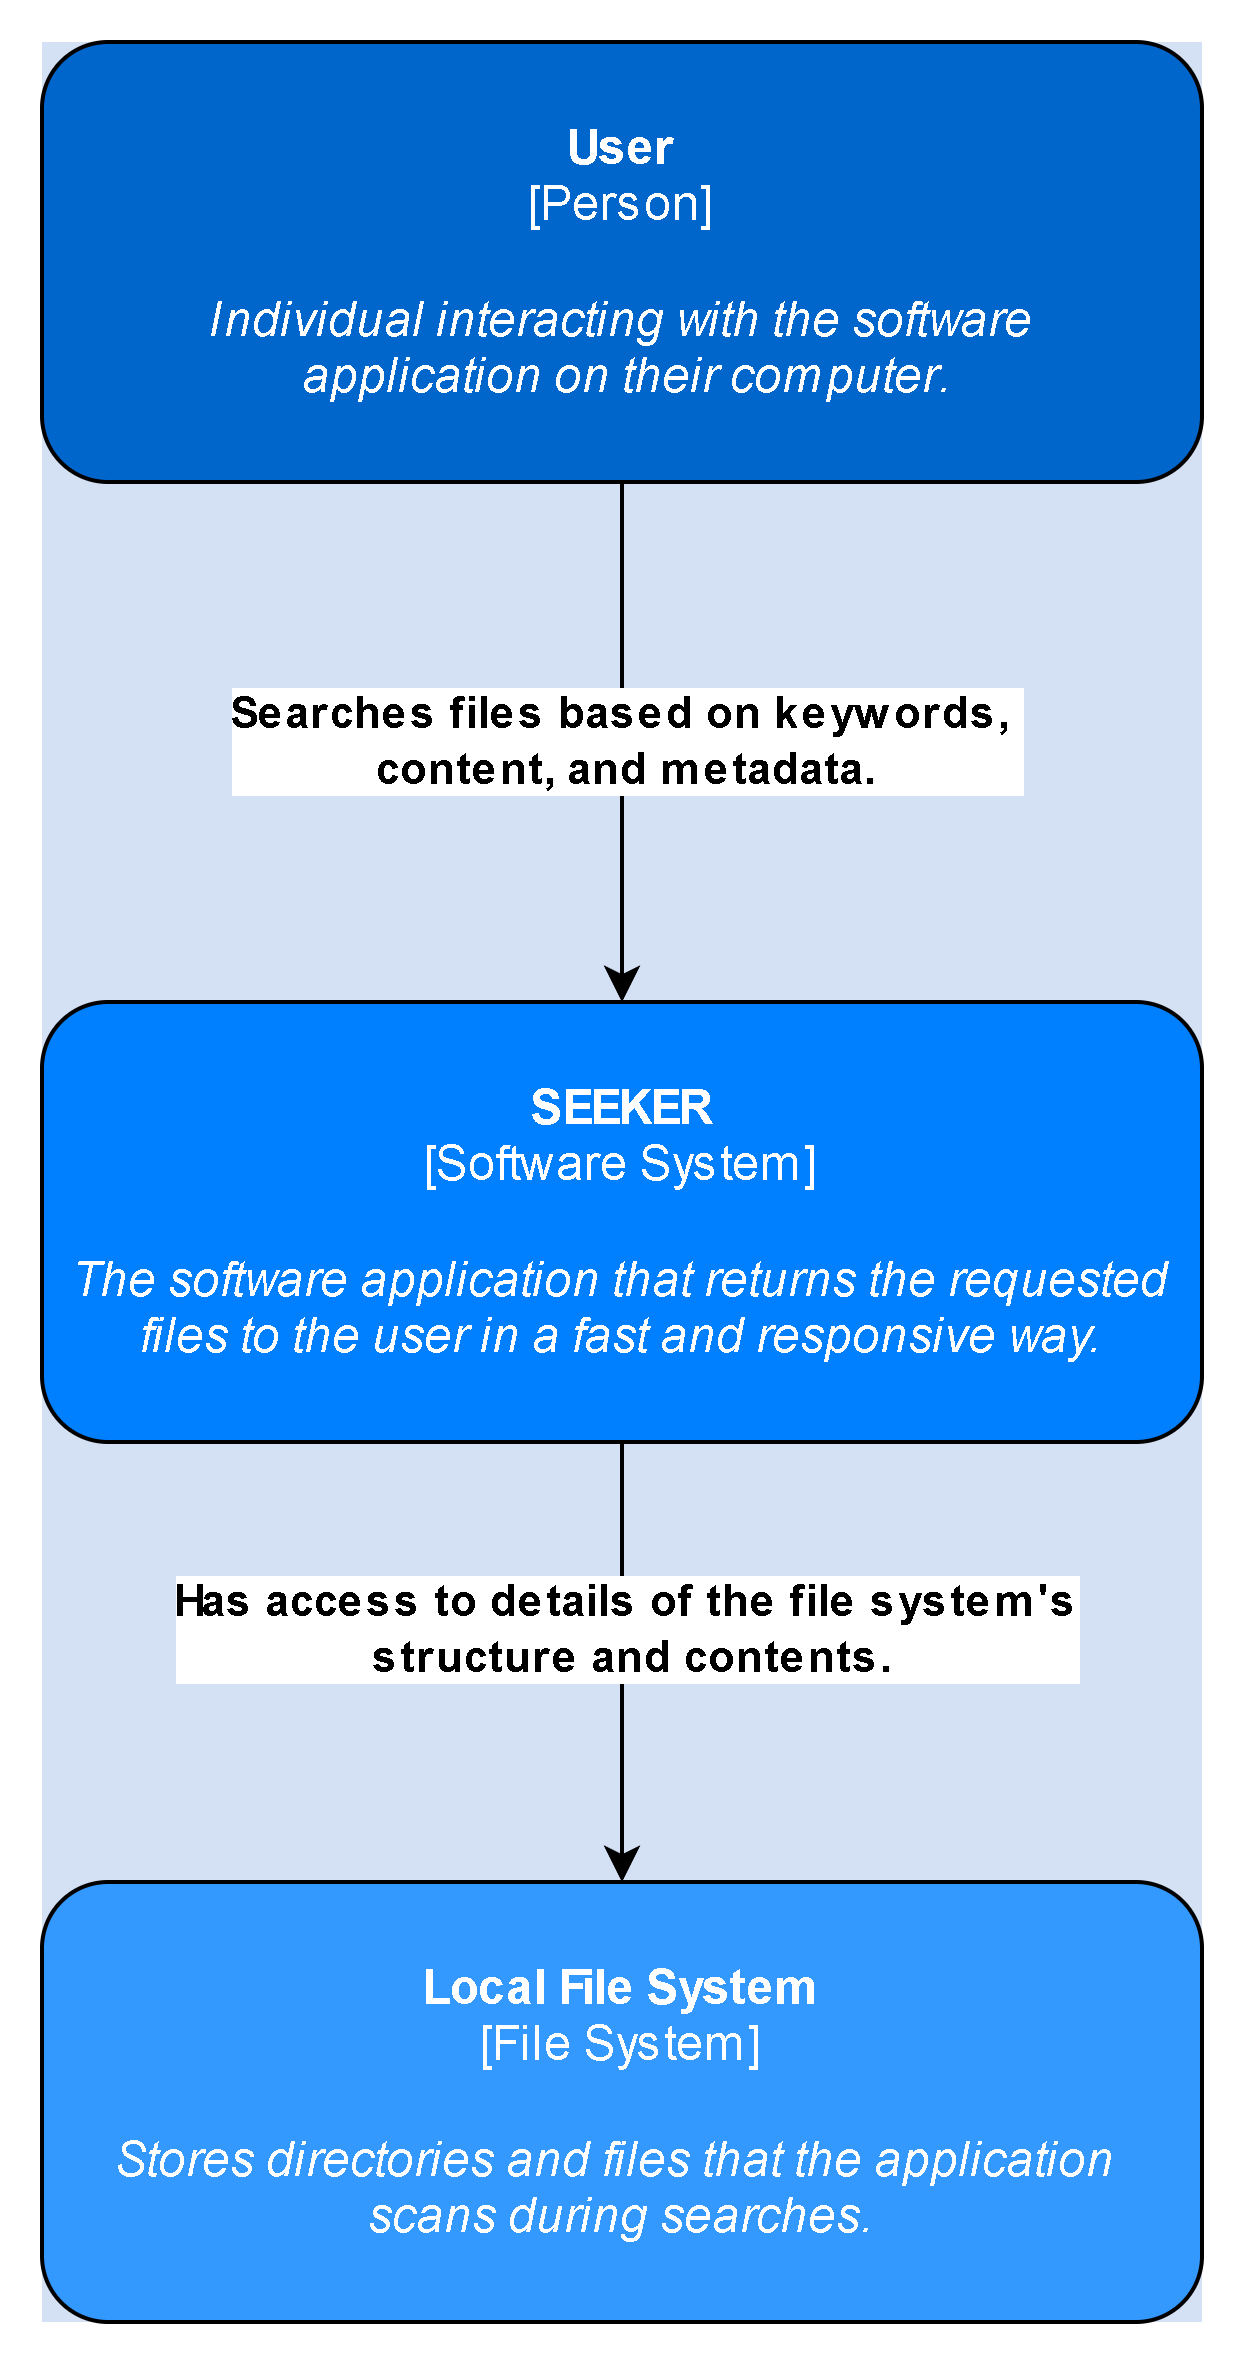 User
[Person]
Individual interacting with the software
application on their computer.
Searches files based on keywords,
content, and metadata.
SEEKER
[Software System]
The software application that returns the requested
files to the user in a fast and responsive way.
Has access to details of the file system's
structure and contents.
Local File System
[File System]
Stores directories and files that the application
scans during searches.